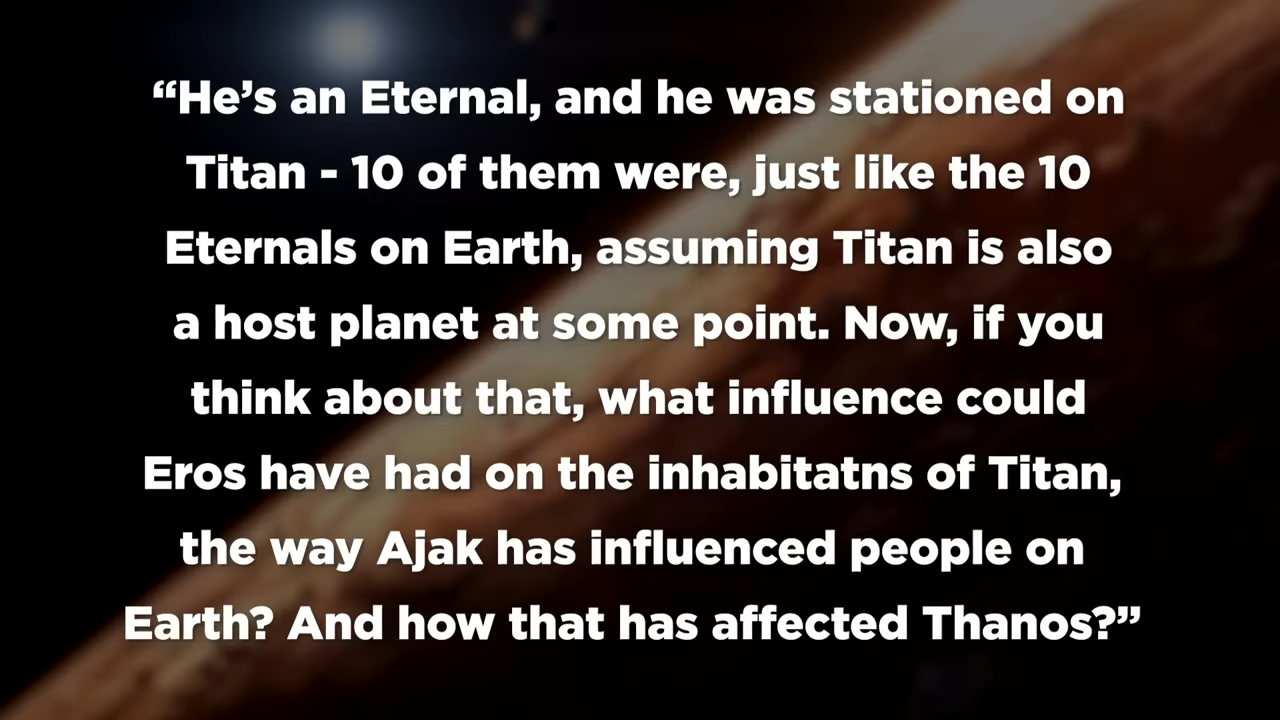 “He’s an Eternal, and he was stationed on
Titan - 10 of them were, just like the 10
Eternals on Earth, assuming Titan is also
a host planet at some point. Now, if you
think about that, what influence could
Eros have had on the inhabitatns of Titan,
the way Ajak has influenced people on
Earth? And how that has affected Thanos?”